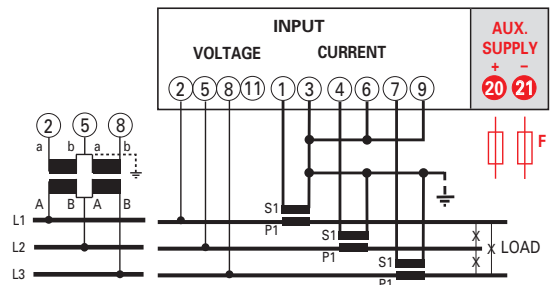 INPUT
AUX.
SUPPLY
VOLTAGE CURRENT
+ −
2 5 8 11 1 3 4 6 7 9 20 21
2 5 8
a b a b
F
A B A B
S1
L1
P1
S1
L2
LOAD
P1
S1
L3
P1